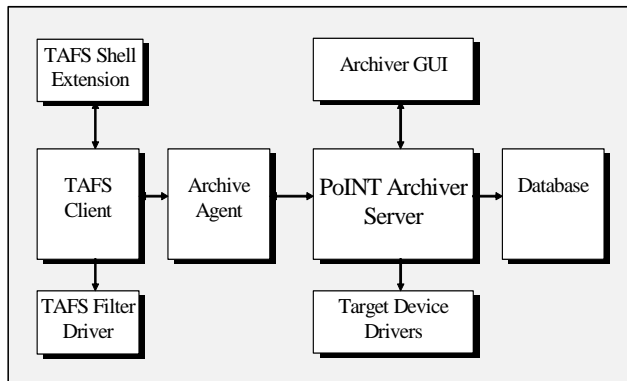 TAFS Shell
Extension
Archiver GUI
TAFS
Client
Archive
Agent
PoINT Archiver
Server
Database
TAFS Filter
Driver
Target Device
Drivers